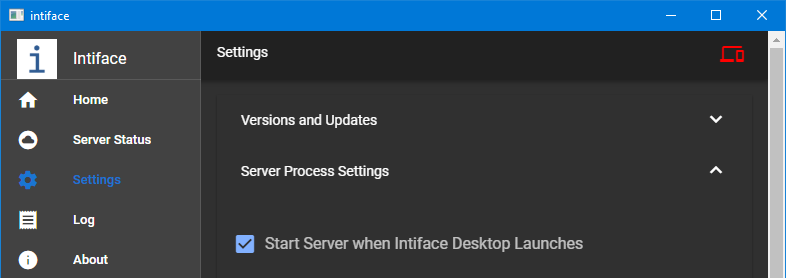 intiface
i
Intiface
Settings
Home
Versions and Updates
Server Status
Server Process Settings
Settings
Log
Start Server when Intiface Desktop Launches
About